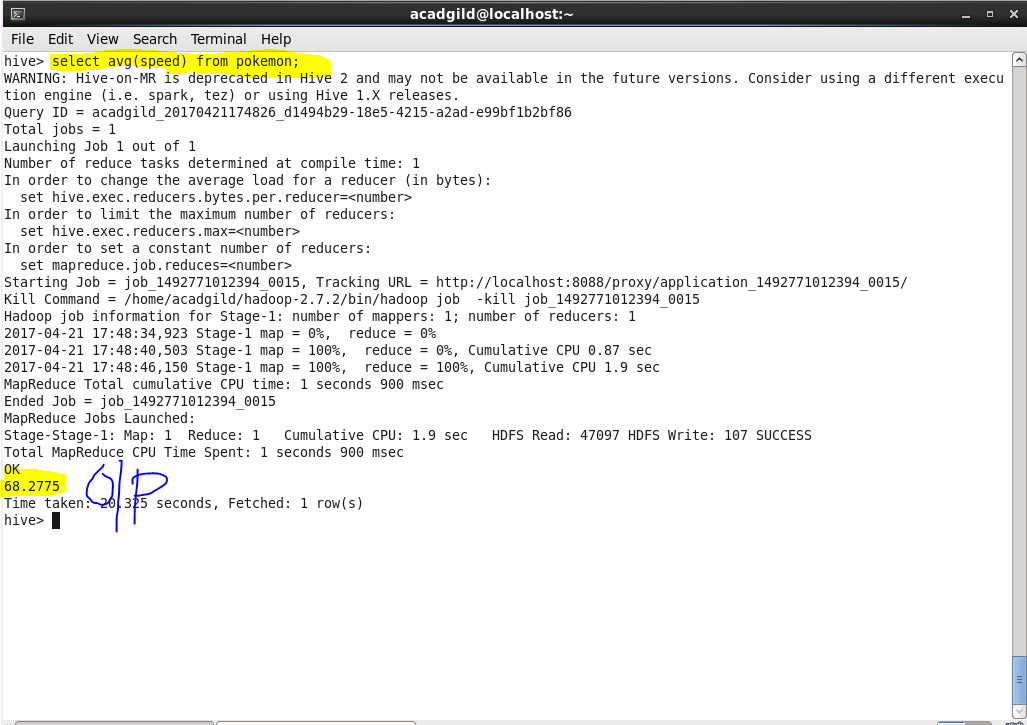 acadgild@localhost:~
File Edit View Search Terminal Help
hive> select avg(speed) from pokemon;
WARNING: Hive-on-MR is deprecated in Hive 2 and may not be available in the future versions. Consider using a different execu
tion engine (i.e. spark, tez) or using Hive 1.X releases.
Query ID = acadgild_20170421174826_d1494b29-18e5-4215-a2ad-e99bf1b2bf86
Total jobs = 1
Launching Job 1 out of 1
Number of reduce tasks determined at compile time: 1
In order to change the average load for a reducer (in bytes):
  set hive.exec.reducers.bytes.per.reducer=<number>
In order to limit the maximum number of reducers:
  set hive.exec.reducers.max=<number>
In order to set a constant number of reducers:
  set mapreduce.job.reduces=<number>
Starting Job = job_1492771012394_0015, Tracking URL = http://localhost:8088/proxy/application_1492771012394_0015/
Kill Command = /home/acadgild/hadoop-2.7.2/bin/hadoop job  -kill job_1492771012394_0015
Hadoop job information for Stage-1: number of mappers: 1; number of reducers: 1
2017-04-21 17:48:34,923 Stage-1 map = 0%,  reduce = 0%
2017-04-21 17:48:40,503 Stage-1 map = 100%,  reduce = 0%, Cumulative CPU 0.87 sec
2017-04-21 17:48:46,150 Stage-1 map = 100%,  reduce = 100%, Cumulative CPU 1.9 sec
MapReduce Total cumulative CPU time: 1 seconds 900 msec
Ended Job = job_1492771012394_0015
MapReduce Jobs Launched:
Stage-Stage-1: Map: 1  Reduce: 1   Cumulative CPU: 1.9 sec   HDFS Read: 47097 HDFS Write: 107 SUCCESS
Total MapReduce CPU Time Spent: 1 seconds 900 msec
OK
68.2775
O/P
Time taken: 20.325 seconds, Fetched: 1 row(s)
hive>